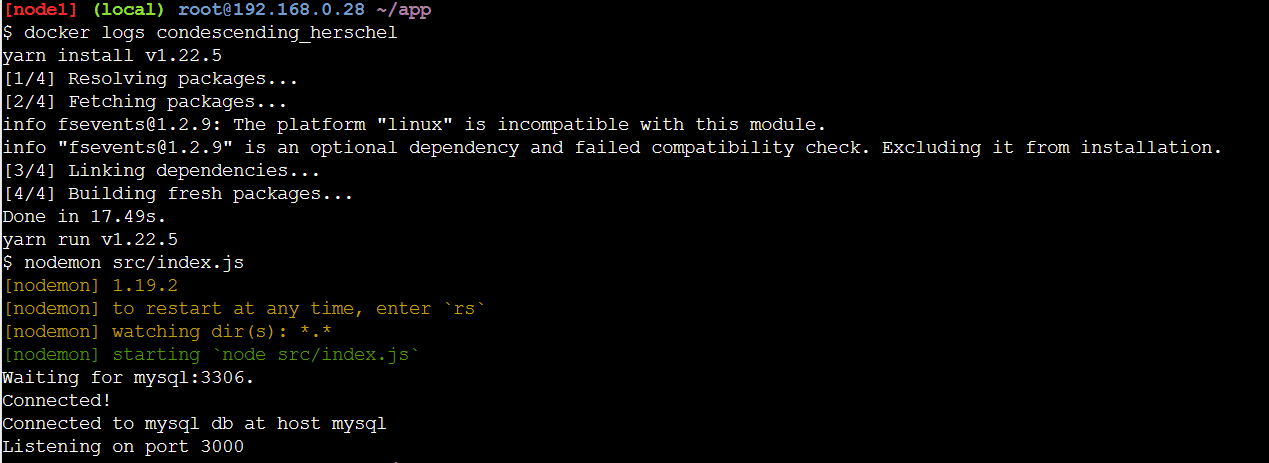 [node1] (local) root@192.168.0.28 ~/app
$ docker logs condescending_herschel
yarn install v1.22.5
[1/4] Resolving packages...
[2/4] Fetching packages...
info fsevents@1.2.9: The platform "linux" is incompatible with this module.
info "fsevents@1.2.9" is an optional dependency and failed compatibility check. Excluding it from installation.
[3/4] Linking dependencies...
[4/4] Building fresh packages...
Done in 17.49s.
yarn run v1.22.5
$ nodemon src/index.js
[nodemon] 1.19.2
[nodemon] to restart at any time, enter `rs`
[nodemon] watching dir(s): *.*
[nodemon] starting `node src/index.js`
Waiting for mysql:3306.
Connected!
Connected to mysql db at host mysql
Listening on port 3000